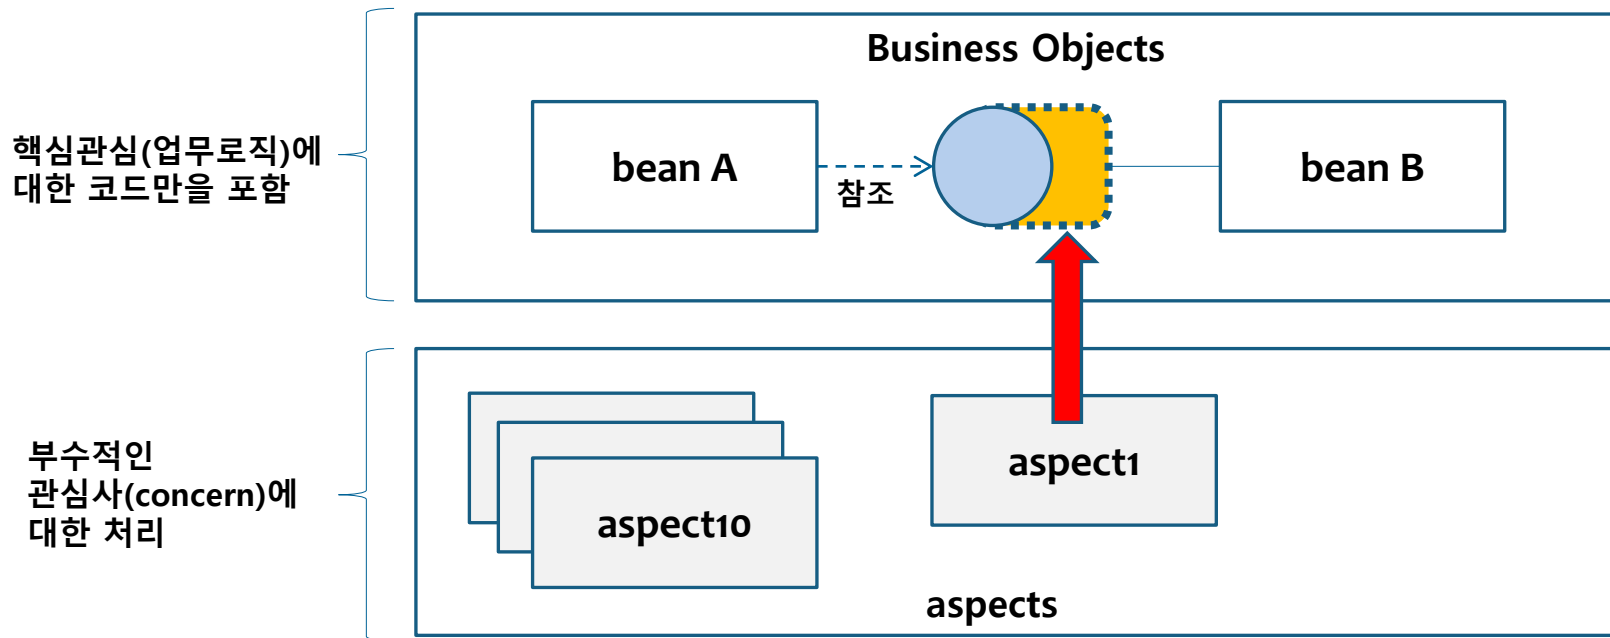 Business Objects
핵심관심(업무로직)에
대한 코드만을 포함
bean A
참조
bean B
부수적인
관심사(concern)에
대한 처리
aspect10
aspect1
aspects